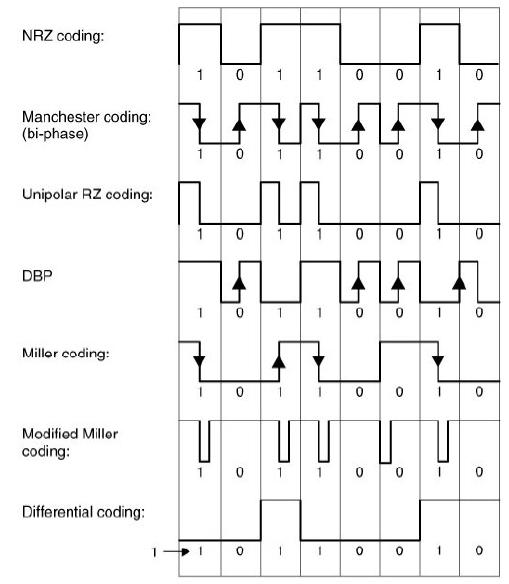 NRZ coding:
1 0 1 1 0 0 1 0
Manchester coding:
(bi-phase)
1 0 1 1 0 0 1 0
Unipolar RZ coding:
1 0 1 1 0 0 1 0
DBP
1 0 1 1 0 0 1 0
Miller coding:
1 0 1 1 0 0 1 0
Modified Miller
coding:
1 0 1 1 0 0 1 0
Differential coding:
1 1 0 1 1 0 0 1 0